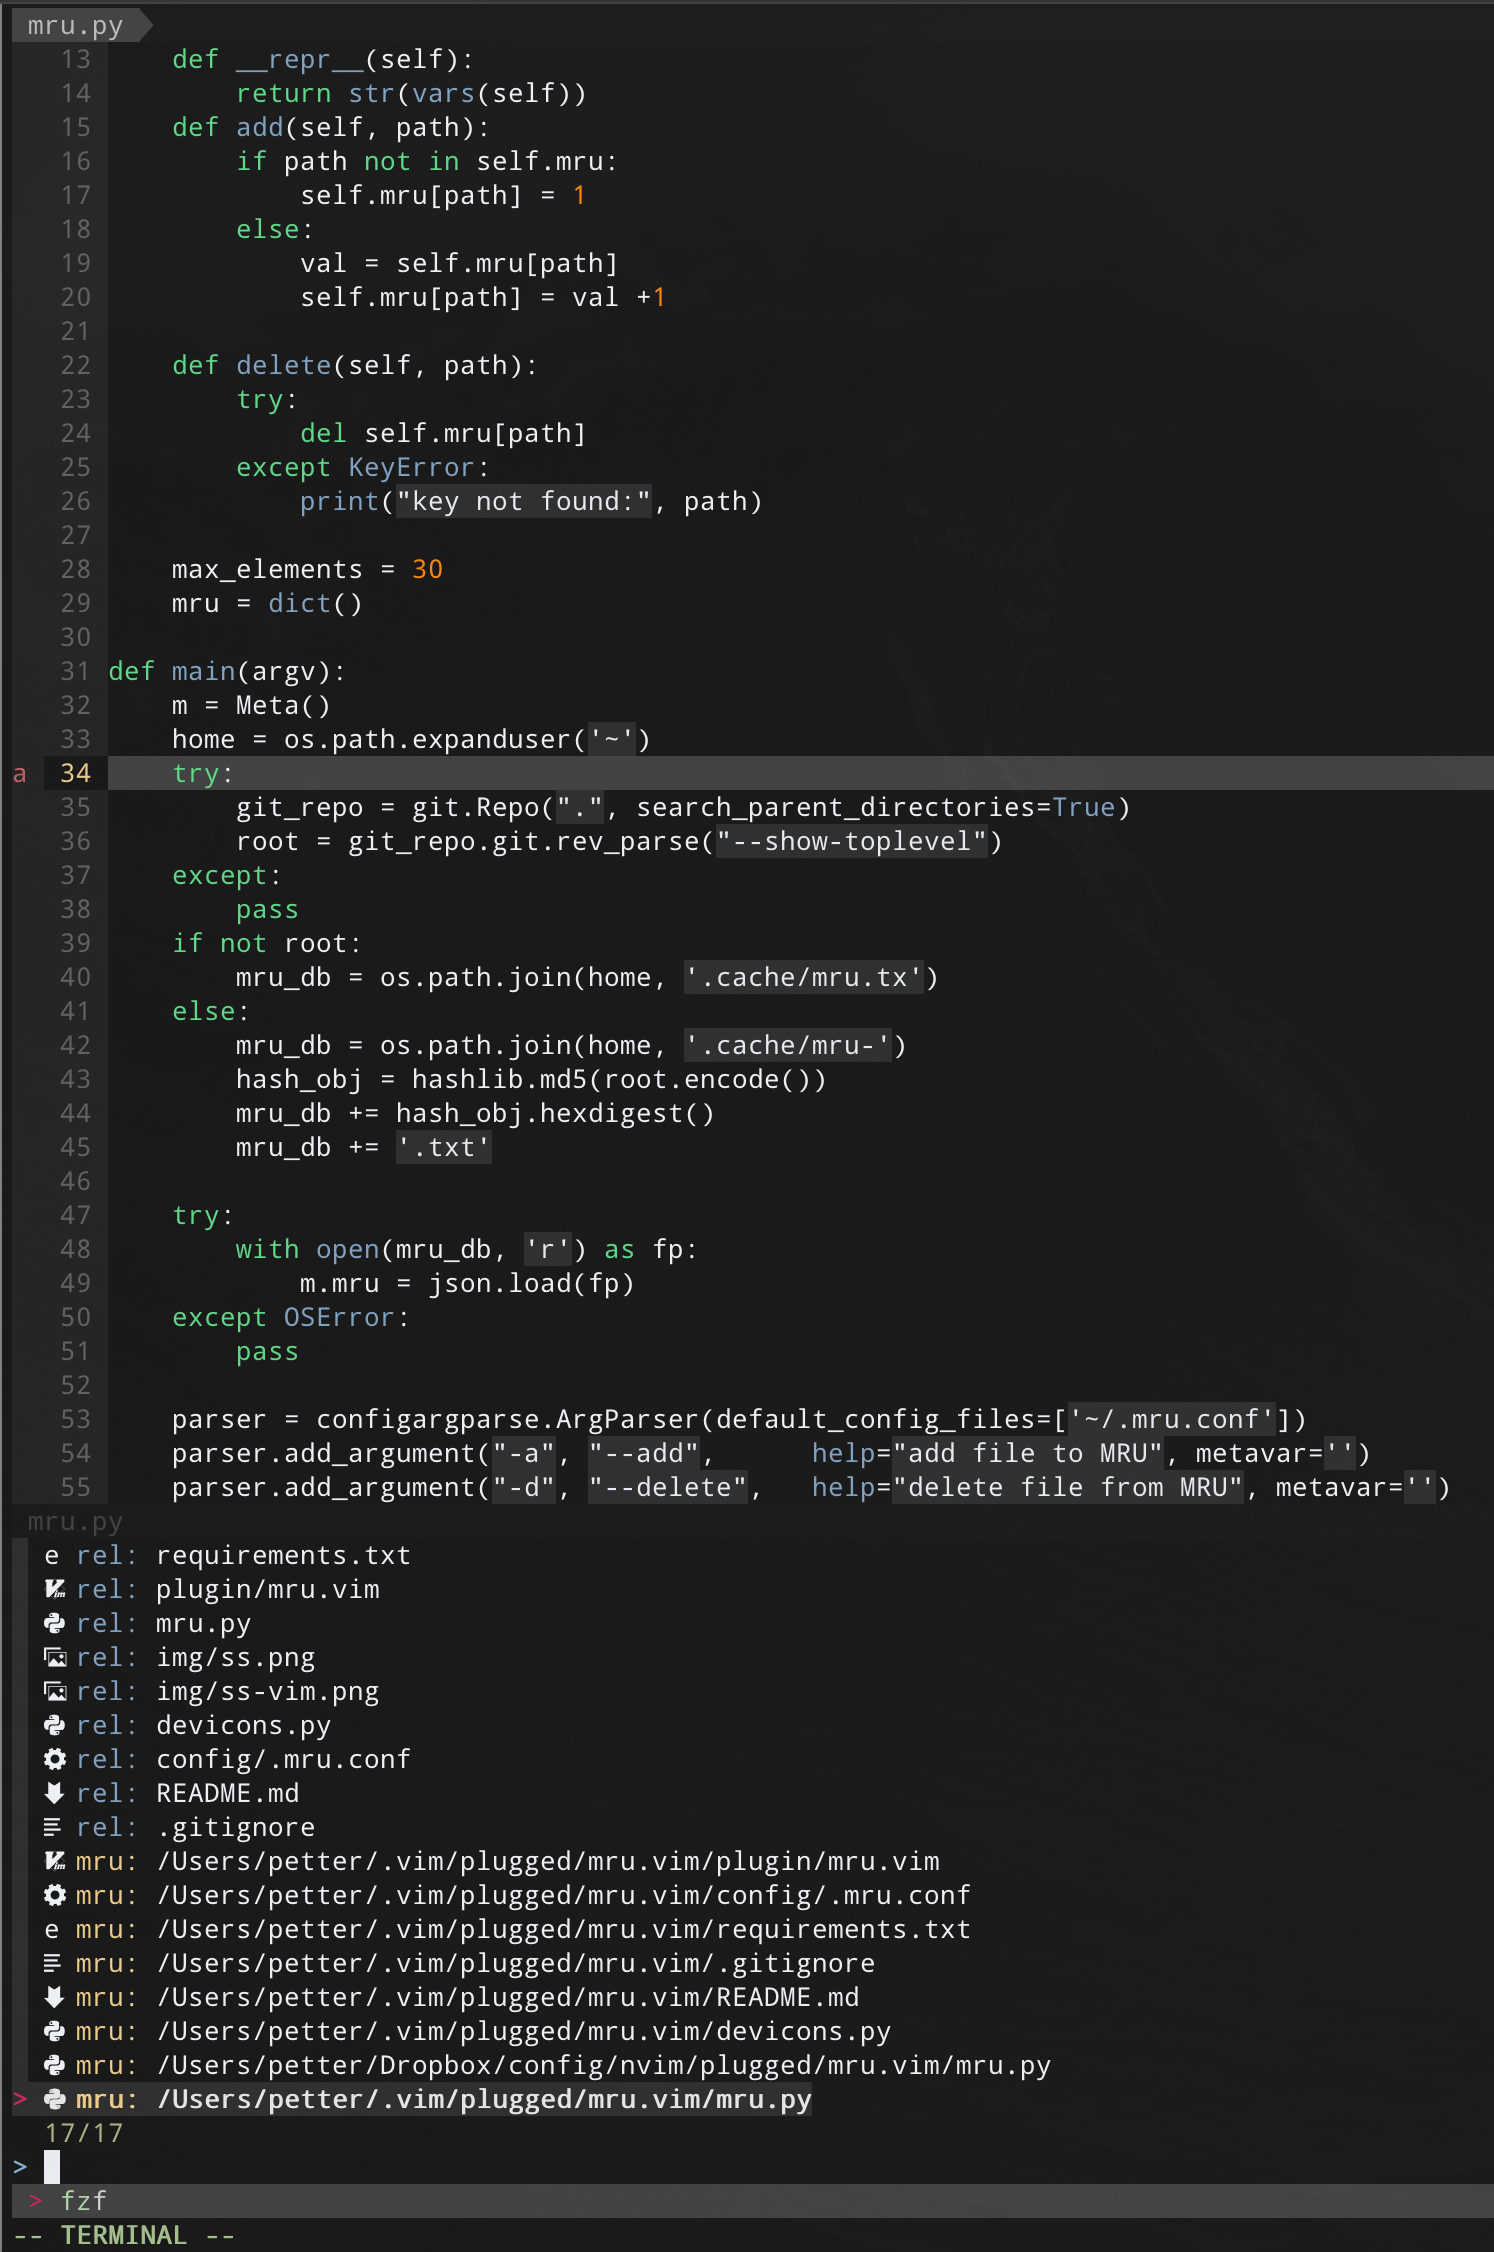 mru.py
13     def __repr__(self):
14         return str(vars(self))
15     def add(self, path):
16         if path not in self.mru:
17             self.mru[path] = 1
18         else:
19             val = self.mru[path]
20             self.mru[path] = val +1
21
22     def delete(self, path):
23         try:
24             del self.mru[path]
25         except KeyError:
26             print("key not found:", path)
27
28     max_elements = 30
29     mru = dict()
30
31 def main(argv):
32     m = Meta()
33     home = os.path.expanduser('~')
a 34     try:
35         git_repo = git.Repo(".", search_parent_directories=True)
36         root = git_repo.git.rev_parse("--show-toplevel")
37     except:
38         pass
39     if not root:
40         mru_db = os.path.join(home, '.cache/mru.tx')
41     else:
42         mru_db = os.path.join(home, '.cache/mru-')
43         hash_obj = hashlib.md5(root.encode())
44         mru_db += hash_obj.hexdigest()
45         mru_db += '.txt'
46
47     try:
48         with open(mru_db, 'r') as fp:
49             m.mru = json.load(fp)
50     except OSError:
51         pass
52
53     parser = configargparse.ArgParser(default_config_files=['~/.mru.conf'])
54     parser.add_argument("-a", "--add",      help="add file to MRU", metavar='')
55     parser.add_argument("-d", "--delete",   help="delete file from MRU", metavar='')
mru.py
e rel: requirements.txt
rel: plugin/mru.vim
rel: mru.py
rel: img/ss.png
rel: img/ss-vim.png
rel: devicons.py
rel: config/.mru.conf
rel: README.md
rel: .gitignore
mru: /Users/petter/.vim/plugged/mru.vim/plugin/mru.vim
mru: /Users/petter/.vim/plugged/mru.vim/config/.mru.conf
e mru: /Users/petter/.vim/plugged/mru.vim/requirements.txt
mru: /Users/petter/.vim/plugged/mru.vim/.gitignore
mru: /Users/petter/.vim/plugged/mru.vim/README.md
mru: /Users/petter/.vim/plugged/mru.vim/devicons.py
mru: /Users/petter/Dropbox/config/nvim/plugged/mru.vim/mru.py
> mru: /Users/petter/.vim/plugged/mru.vim/mru.py
17/17
>
> fzf
-- TERMINAL --